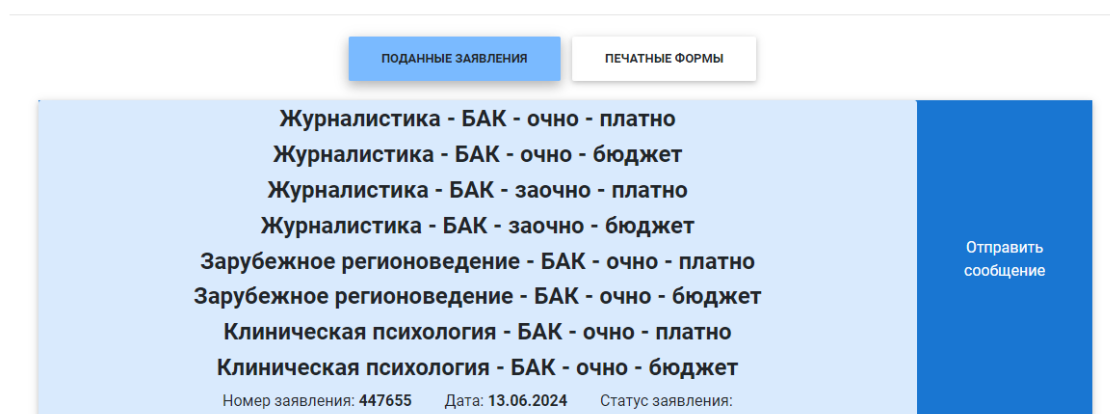 ПОДАННЫЕ ЗАЯВЛЕНИЯ
ПЕЧАТНЫЕ ФОРМЫ
Журналистика - БАК - очно - платно
Журналистика - БАК - очно - бюджет
Журналистика - БАК - заочно - платно
Журналистика - БАК - заочно - бюджет
Зарубежное регионоведение - БАК - очно - платно
Зарубежное регионоведение - БАК - очно - бюджет
Клиническая психология - БАК - очно - платно
Клиническая психология - БАК - очно - бюджет
Номер заявления: 447655 Дата: 13.06.2024 Статус заявления:
Отправить
сообщение